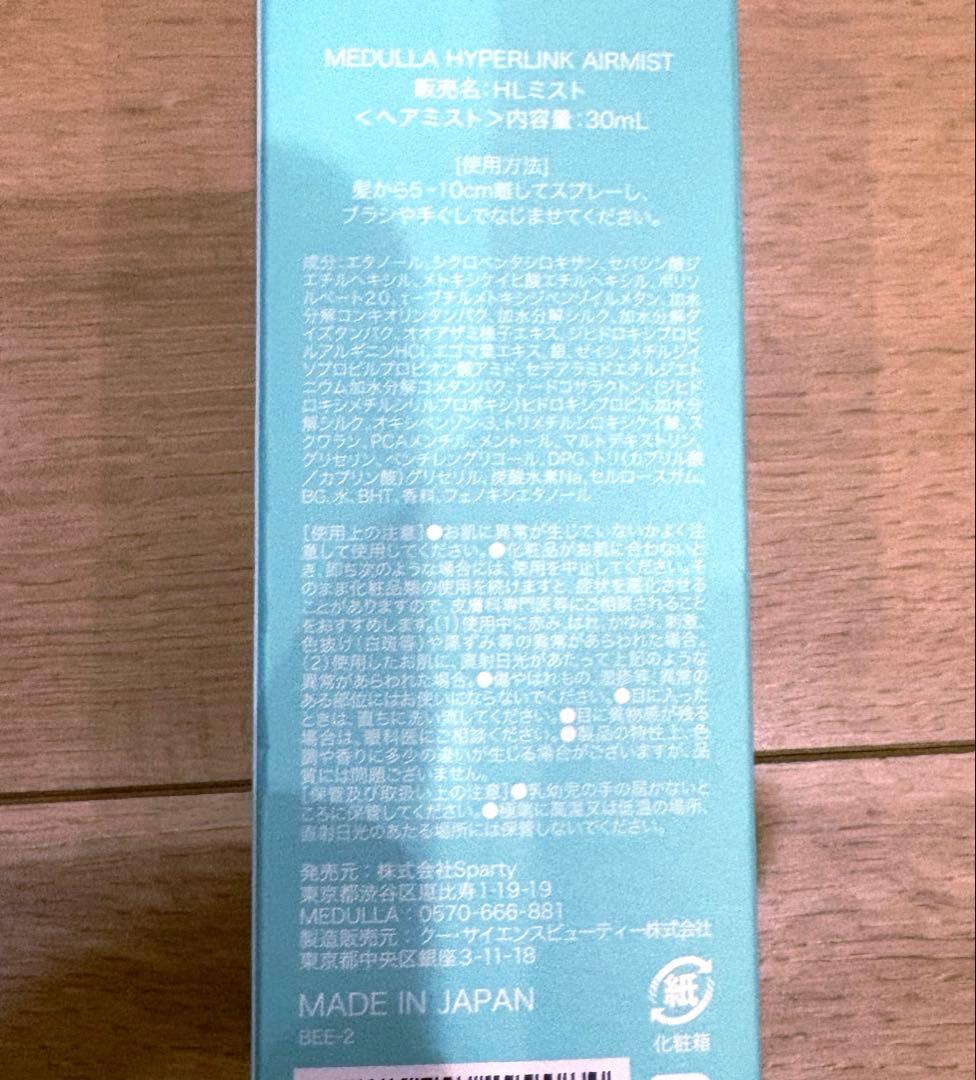 MEDULLA HYPERLINK AIRMIST
販売名:HLミスト
<ヘアミスト>内容量:30mL
[使用方法]
髪から5-10cm離してスプレーし、
ブラシや手ぐしでなじませてください。
成分:エタノール、シクロペンタシロキサン、セバシン酸ジ
エチルヘキシル、メトキシケイヒ酸エチルヘキシル、ポリソ
ルベート20、t-ブチルメトキシジベンゾイルメタン、加水
分解コンキオリンタンパク、加水分解シルク、加水分解ダ
イズタンパク、オオアザミ種子エキス、ジヒドロキシプロピ
ルアルギニンHCl、エゴマ葉エキス、銀、ゼイン、メチルジイ
ソプロピルプロピオン酸アミド、セテアラミドエチルジエト
ニウム加水分解コメタンパク、γ-ドコサラクトン、(ジヒド
ロキシメチルシリルプロポキシ)ヒドロキシプロピル加水分
解シルク、オキシベンゾン-3、トリメチルシロキシケイ酸、ス
クワラン、PCAメンチル、メントール、マルトデキストリン、
グリセリン、ペンチレングリコール、DPG、トリ(カプリル酸
/カプリン酸)グリセリル、炭酸水素Na、セルロースガム、
BG、水、BHT、香料、フェノキシエタノール
[使用上の注意]●お肌に異常が生じていないかよく注
意して使用してください。●化粧品がお肌に合わないと
き、即ち次のような場合には、使用を中止してください。そ
のまま化粧品類の使用を続けますと、症状を悪化させる
ことがありますので、皮膚科専門医等にご相談されること
をおすすめします。(1)使用中に赤み、はれ、かゆみ、刺激、
色抜け(白斑等)や黒ずみ等の異常があらわれた場合。
(2)使用したお肌に、直射日光があたって上記のような
異常があらわれた場合。●傷やはれもの、湿疹等、異常の
ある部位にはお使いにならないでください。●目に入った
ときは、直ちに洗い流してください。●目に異物感が残る
場合は、眼科医にご相談ください。●製品の特性上、色
調や香りに多少の違いが生じる場合がございますが、品
質には問題ございません。
[保管及び取扱い上の注意]●乳幼児の手の届かないと
ころに保管してください。●極端に高温又は低温の場所、
直射日光のあたる場所には保管しないでください。
発売元:株式会社Sparty
東京都渋谷区恵比寿1-19-19
MEDULLA:0570-666-881
製造販売元:クー・サイエンスビューティー株式会社
東京都中央区銀座3-11-18
MADE IN JAPAN
BEE-2
紙
化粧箱